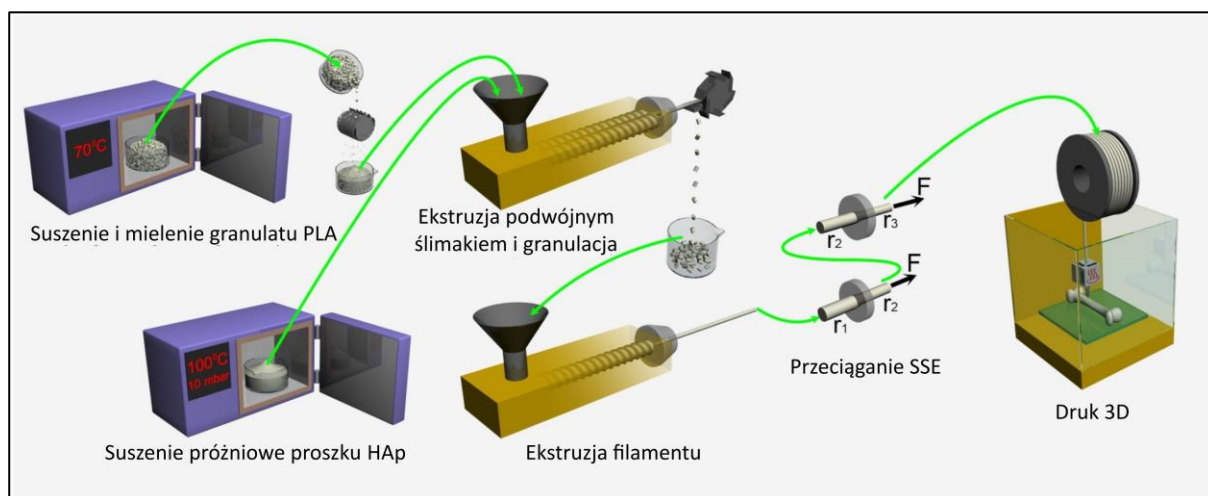 70°C
Suszenie i mielenie granulatu PLA
100°C
10 mbar
Suszenie próżniowe proszku HAp
Ekstruzja podwójnym
ślimakiem i granulacja
Ekstruzja filamentu
r₂
r₃
F
r₁
r₂
F
Przeciąganie SSE
Druk 3D